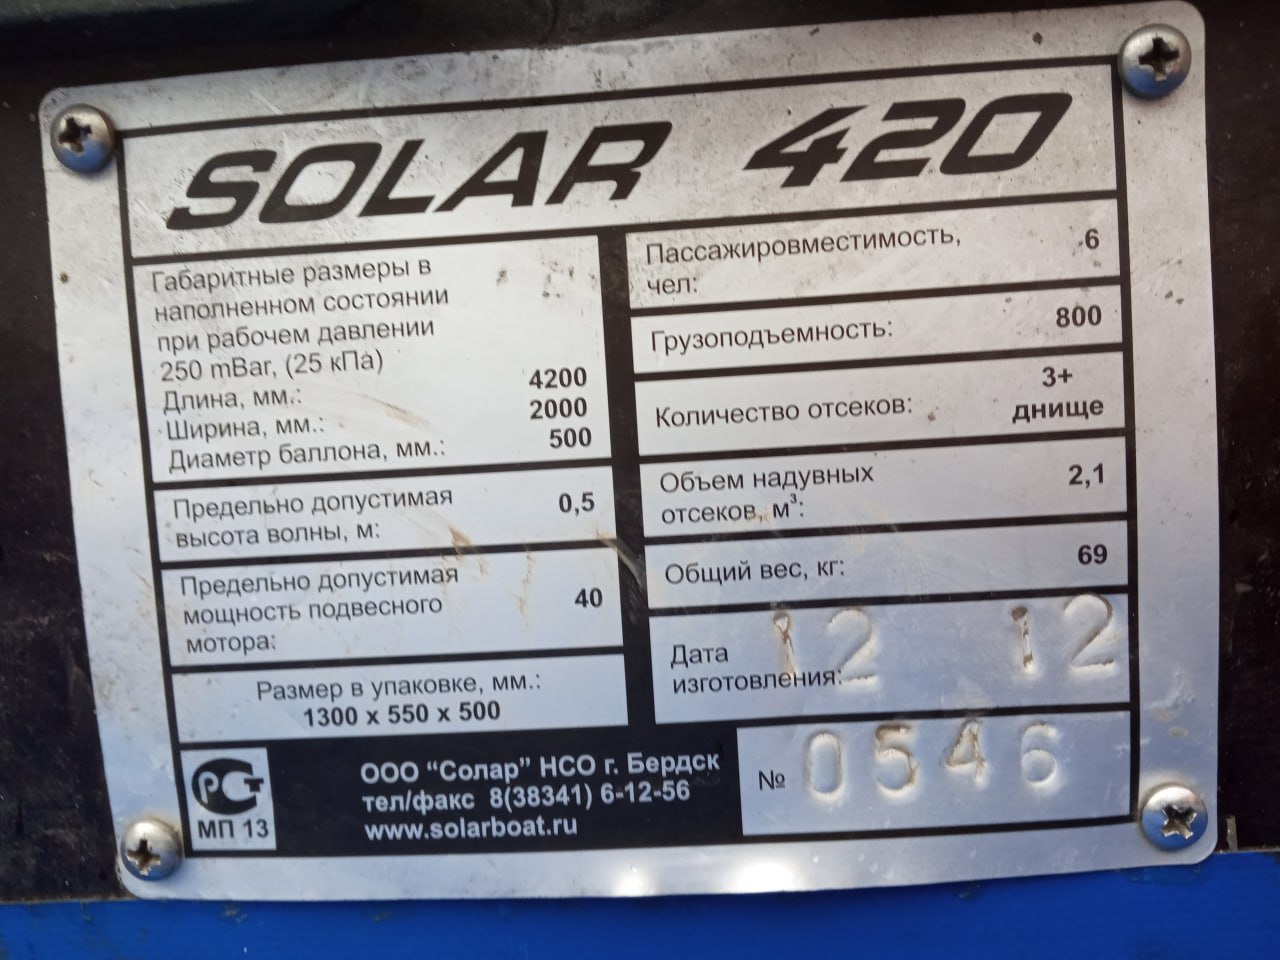 SOLAR 420
Габаритные размеры в
наполненном состоянии
при рабочем давлении
250 mBar, (25 кПа)
Длина, мм.: 4200
Ширина, мм.: 2000
Диаметр баллона, мм.: 500
Предельно допустимая
высота волны, м: 0,5
Предельно допустимая
мощность подвесного
мотора: 40
Размер в упаковке, мм.:
1300 x 550 x 500
Пассажировместимость, 6
чел:
Грузоподъемность: 800
Количество отсеков: 3+
днище
Объем надувных 2,1
отсеков, м³:
Общий вес, кг: 69
Дата 12 12
изготовления:
РСТ
МП 13
ООО “Солар” НСО г. Бердск
тел/факс 8(38341) 6-12-56
www.solarboat.ru
№ 0546